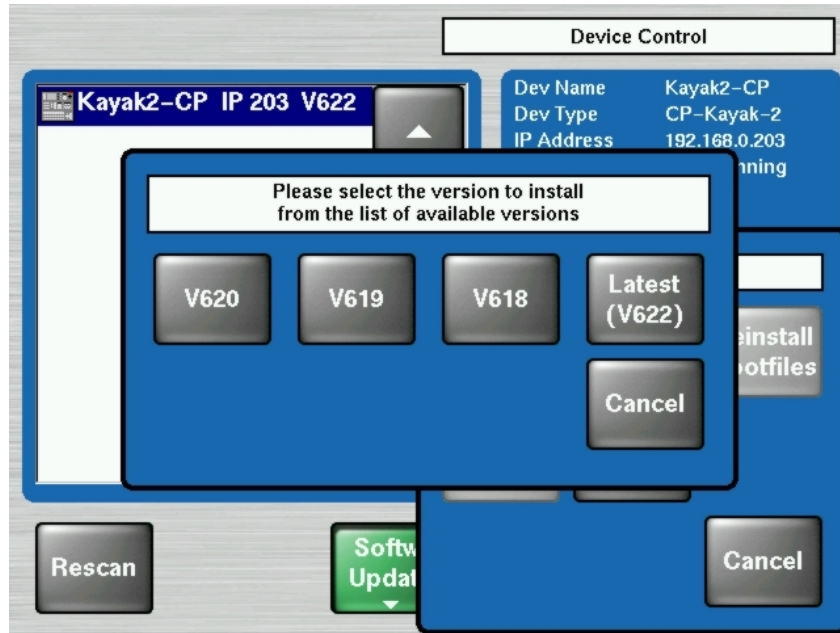 Device Control
Kayak2-CP IP 203 V622
Dev Name Kayak2-CP
Dev Type CP-Kayak-2
IP Address 192.168.0.203
Please select the version to install
from the list of available versions
V620
V619
V618
Latest
(V622)
Cancel
Rescan
Cancel